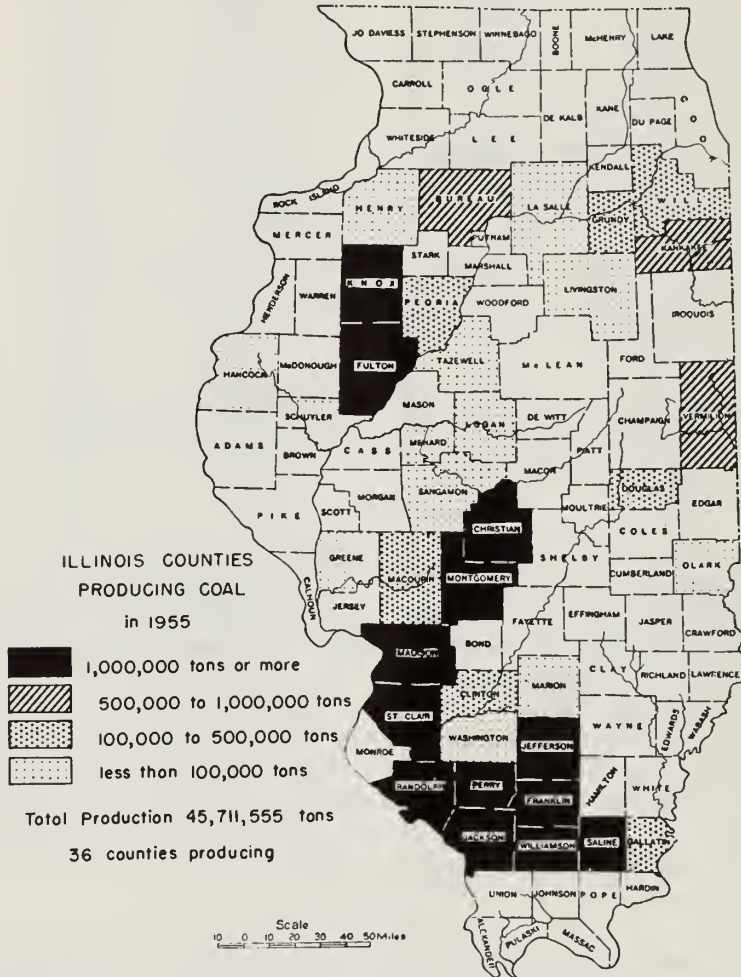 JO DAVIESS STEPHENSON WINNEBAGO BOONE McHENRY LAKE
CARROLL OGLE DE KALB KANE DU PAGE COOK
WHITESIDE LEE
KENDALL
ROCK ISLAND HENRY BUREAU LA SALLE GRUNDY WILL
MERCER PUTNAM KANKAKEE
STARK MARSHALL
KNOX
HENDERSON WARREN PEORIA WOODFORD LIVINGSTON
IROQUOIS
FULTON TAZEWELL McLEAN FORD
HANCOCK McDONOUGH
MASON
SCHUYLER LOGAN DE WITT CHAMPAIGN VERMILION
ADAMS BROWN CASS MENARD MACON PIATT
SANGAMON DOUGLAS
PIKE SCOTT MORGAN MOULTRIE EDGAR
CHRISTIAN COLES
GREENE MACOUPIN MONTGOMERY SHELBY CUMBERLAND CLARK
CALHOUN JERSEY
FAYETTE EFFINGHAM JASPER CRAWFORD
MADISON BOND
CLAY RICHLAND LAWRENCE
CLINTON MARION
ST. CLAIR
MONROE WASHINGTON JEFFERSON WAYNE EDWARDS WABASH
RANDOLPH PERRY FRANKLIN HAMILTON WHITE
JACKSON WILLIAMSON SALINE GALLATIN
UNION JOHNSON POPE HARDIN
ALEXANDER PULASKI MASSAC
ILLINOIS COUNTIES
PRODUCING COAL
in 1955
1,000,000 tons or more
500,000 to 1,000,000 tons
100,000 to 500,000 tons
less than 100,000 tons
Total Production 45,711,555 tons
36 counties producing
Scale
10 0 10 20 30 40 50 Miles